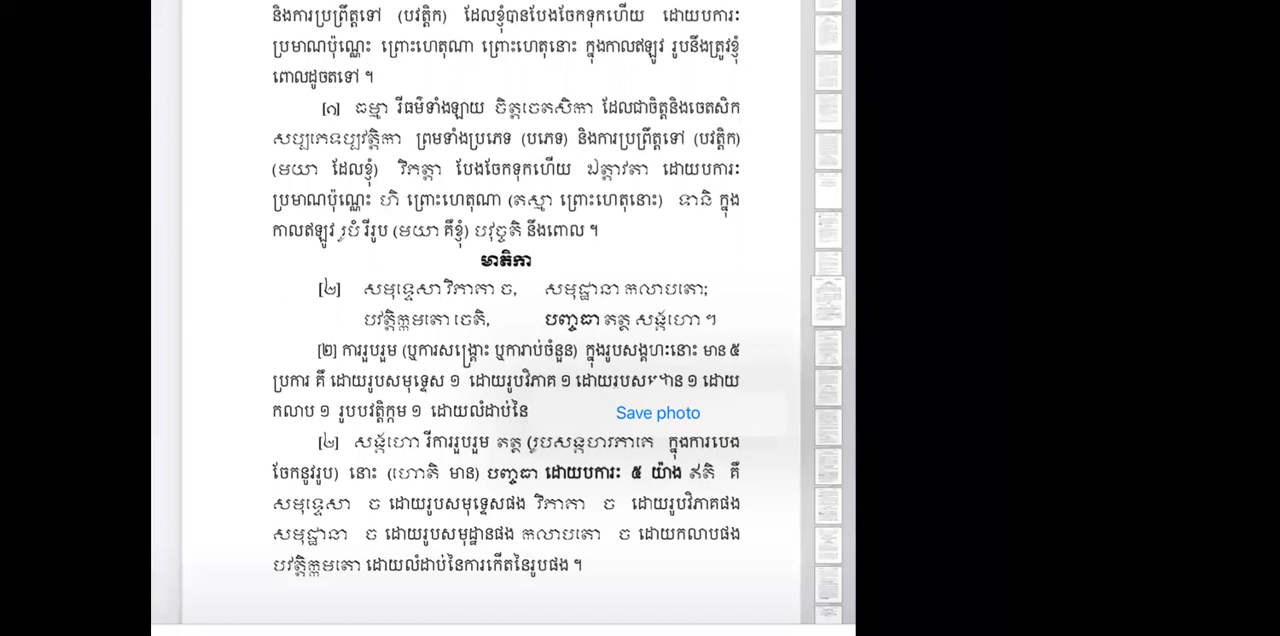 និងការប្រព្រឹត្តទៅ (បវត្តិក) ដែលខ្ញុំបានបែងចែកទុកហើយ ដោយបការៈ
ប្រមាណប៉ុណ្ណេះ ព្រោះហេតុណា ព្រោះហេតុនោះ ក្នុងកាលឥឡូវ រូបនឹងត្រូវខ្ញុំ
ពោលដូចតទៅ ។
[១] ធម្មា រីធម៌ទាំងឡាយ ចិត្តចេតសិកា ដែលជាចិត្តនិងចេតសិក
សប្បភេទប្បវត្តិកា ព្រមទាំងប្រភេទ (បភេទ) និងការប្រព្រឹត្តទៅ (បវត្តិក)
(មយា ដែលខ្ញុំ) វិភត្តា បែងចែកទុកហើយ ឯត្តាវតា ដោយបការៈ
ប្រមាណប៉ុណ្ណេះ ហិ ព្រោះហេតុណា (តស្មា ព្រោះហេតុនោះ) ទានិ ក្នុង
កាលឥឡូវ រូបំ រីរូប (មយា គឺខ្ញុំ) បវុច្ចតិ នឹងពោល ។
មាតិកា
[២] សមុទ្ទេសា វិភាគា ច, សមុដ្ឋានា កលាបតោ;
បវត្តិក្កមតោ ចេតិ, បញ្ចធា តត្ថ សង្គហោ ។
[២] ការរួបរួម (ឬការសង្គ្រោះ ឬការាប់ចំនួន) ក្នុងរូបសង្គហៈនោះ មាន ៥
ប្រការ គឺ ដោយរូបសមុទ្ទេស ១ ដោយរូបវិភាគ ១ ដោយរូបស ាន ១ ដោយ
កលាប ១ រូបបវត្តិក្កម ១ ដោយលំដាប់នៃ
Save photo
[២] សង្គហោ រីការរួបរួម តត្ថ ក្នុងការបែង
ចែកនូវរូប) នោះ (ហោតិ មាន) បញ្ចធា ដោយបការៈ ៥ យ៉ាង ឥតិ គឺ
សមុទ្ទេសា ច ដោយរូបសមុទ្ទេសផង វិភាគា ច ដោយរូបវិភាគផង
សមុដ្ឋានា ច ដោយរូបសមុដ្ឋានផង កលាបតោ ច ដោយកលាបផង
បវត្តិក្កមតោ ដោយលំដាប់នៃការកើតនៃរូបផង ។